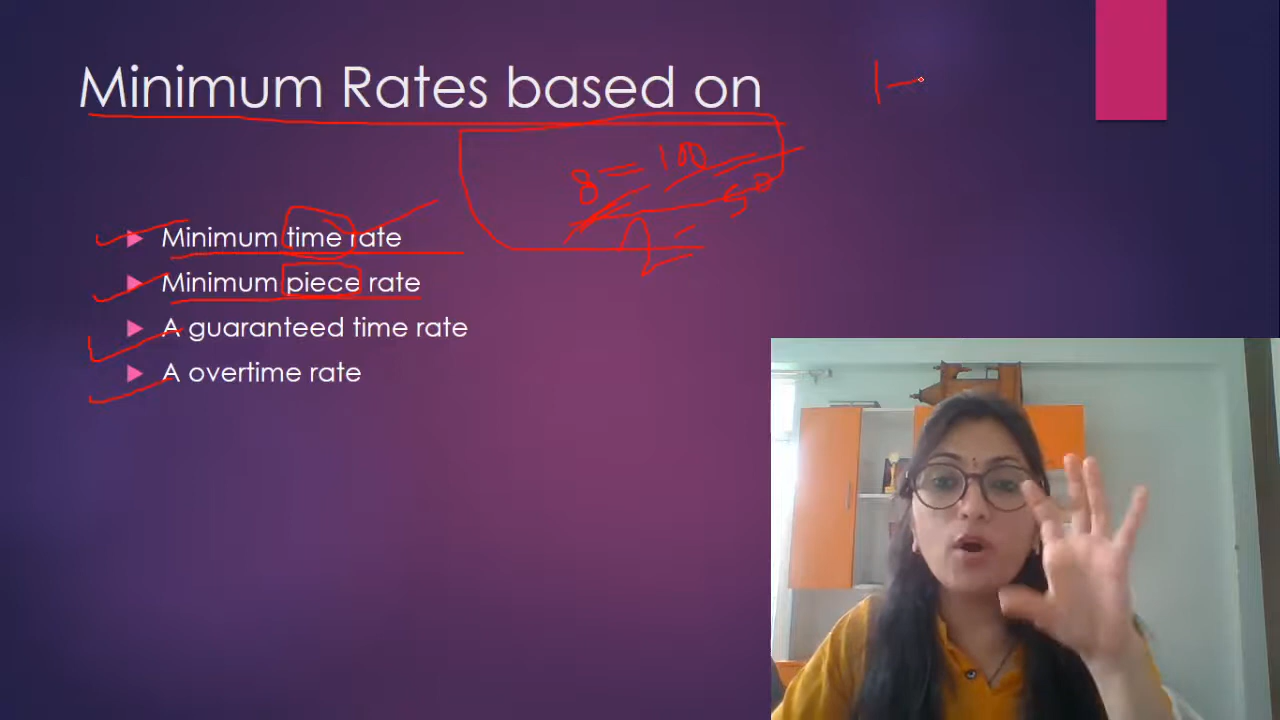 Minimum Rates based on
8 = 100
Minimum time rate
Minimum piece rate
A guaranteed time rate
A overtime rate